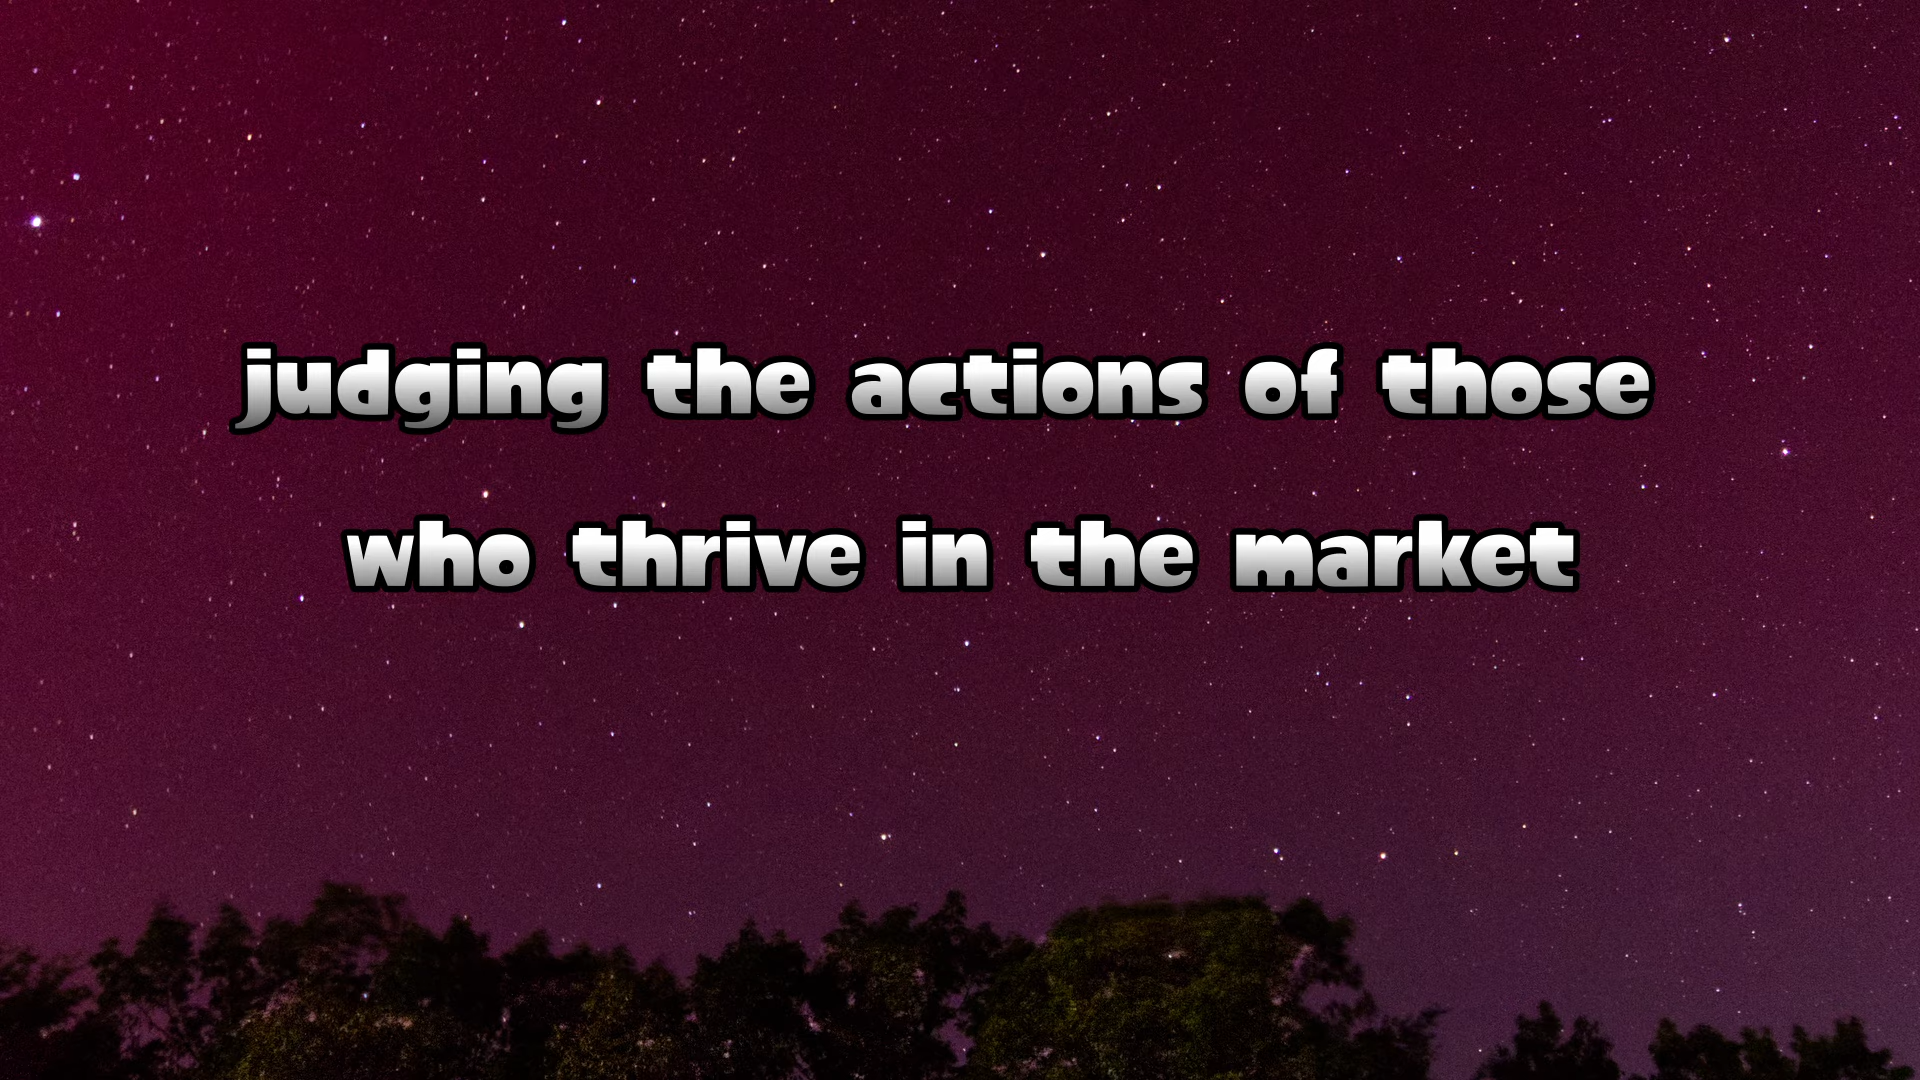 judging the actions of those
who thrive in the market